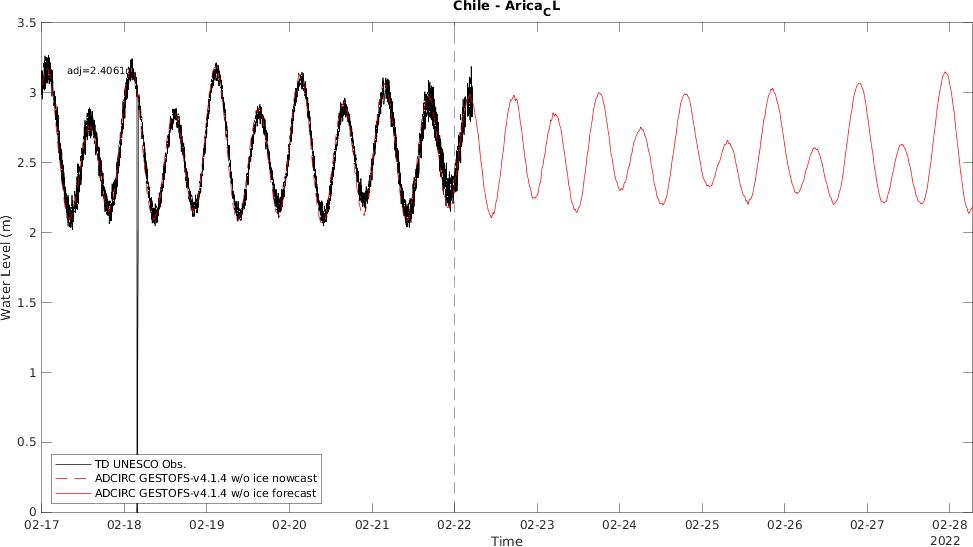 Chile - Arica_CL
3.5
3
2.5
2
1.5
1
0.5
0
Water Level (m)
adj=2.4061
TD UNESCO Obs.
ADCIRC GESTOFS-v4.1.4 w/o ice nowcast
ADCIRC GESTOFS-v4.1.4 w/o ice forecast
02-17 02-18 02-19 02-20 02-21 02-22 02-23 02-24 02-25 02-26 02-27 02-28
Time
2022